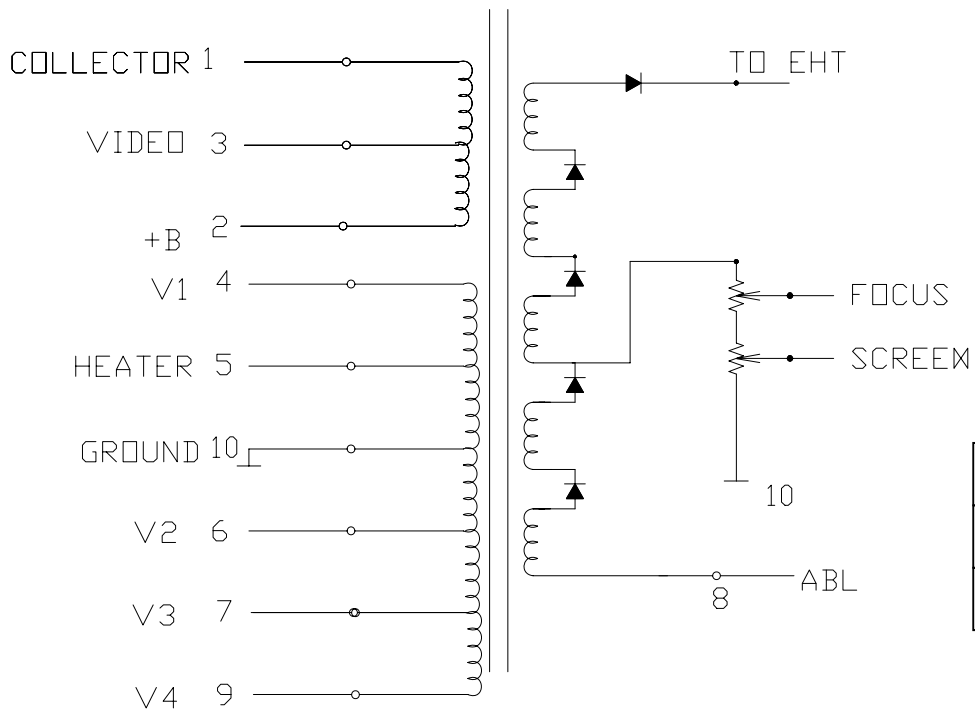 COLLECTOR 1
VIDEO 3
+B 2
V1 4
HEATER 5
GROUND 10
V2 6
V3 7
V4 9
TO EHT
FOCUS
SCREEN
10
ABL
8